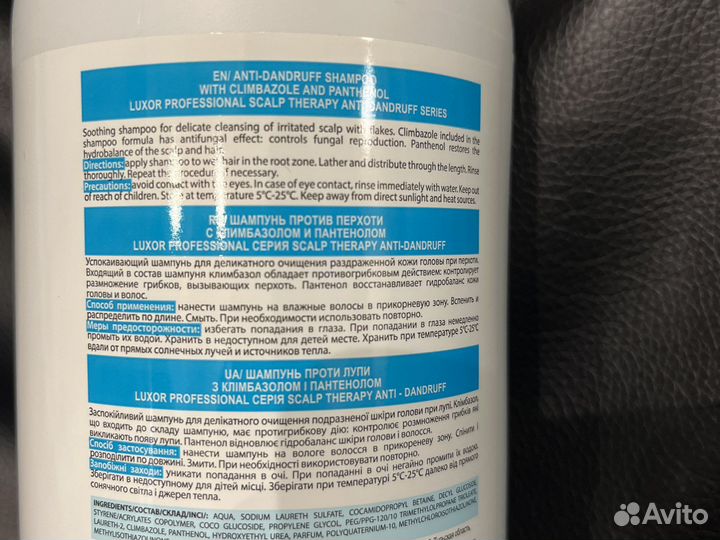 EN/ ANTI-DANDRUFF SHAMPOO
WITH CLIMBAZOLE AND PANTHENOL
LUXOR PROFESSIONAL SCALP THERAPY ANTI-DANDRUFF SERIES
Soothing shampoo for delicate cleansing of irritated scalp with flakes. Climbazole included in the
shampoo formula has antifungal effect: controls fungal reproduction. Panthenol restores the
hydrobalance of the scalp and hair.
Directions: apply shampoo to wet hair in the root zone. Lather and distribute through the length. Rinse
thoroughly. Repeat the procedure if necessary.
Precautions: avoid contact with the eyes. In case of eye contact, rinse immediately with water. Keep out
of reach of children. Store at temperature 5°C-25°C. Keep away from direct sunlight and heat sources.
RU/ ШАМПУНЬ ПРОТИВ ПЕРХОТИ
С КЛИМБАЗОЛОМ И ПАНТЕНОЛОМ
LUXOR PROFESSIONAL СЕРИЯ SCALP THERAPY ANTI-DANDRUFF
Успокаивающий шампунь для деликатного очищения раздраженной кожи головы при перхоти.
Входящий в состав шампуня климбазол обладает противогрибковым действием: контролирует
размножение грибков, вызывающих перхоть. Пантенол восстанавливает гидробаланс кожи
головы и волос.
Способ применения: нанести шампунь на влажные волосы в прикорневую зону. Вспенить и
распределить по длине. Смыть. При необходимости использовать повторно.
Меры предосторожности: избегать попадания в глаза. При попадании в глаза немедленно
промыть их водой. Хранить в недоступном для детей месте. Хранить при температуре 5°C-25°C
вдали от прямых солнечных лучей и источников тепла.
UA/ ШАМПУНЬ ПРОТИ ЛУПИ
З КЛІМБАЗОЛОМ І ПАНТЕНОЛОМ
LUXOR PROFESSIONAL СЕРІЯ SCALP THERAPY ANTI - DANDRUFF
Заспокійливий шампунь для делікатного очищення подразненої шкіри голови при лупі. Клімбазол,
що входить до складу шампуню, має протигрибкову дію: контролює розмноження грибків які
викликають появу лупи. Пантенол відновлює гідробаланс шкіри голови і волосся.
Спосіб застосування: нанести шампунь на вологе волосся в прикореневу зону. Спінити і
розподілити по довжині. Змити. При необхідності використовувати повторно.
Запобіжні заходи: уникати попадання в очі. При попаданні в очі негайно промити їх водою.
Зберігати в недоступному для дітей місці. Зберігати при температурі 5°C-25°C далеко від прямого
сонячного світла і джерел тепла.
INGREDIENTS/СОСТАВ/СКЛАД/INCI/: AQUA, SODIUM LAURETH SULFATE, COCAMIDOPROPYL BETAINE, DECYL GLUCOSIDE,
STYRENE/ACRYLATES COPOLYMER, COCO GLUCOSIDE, PROPYLENE GLYCOL, PEG/PPG-120/10 TRIMETHYLOLPROPANE TRIOLEATE,
LAURETH-2, CLIMBAZOLE, PANTHENOL, HYDROXYETHYL UREA, PARFUM, POLYQUATERNIUM-10, METHYLCHLOROISOTHIAZOLINONE,
METHYLISOTHIAZOLINONE
область,
Avito